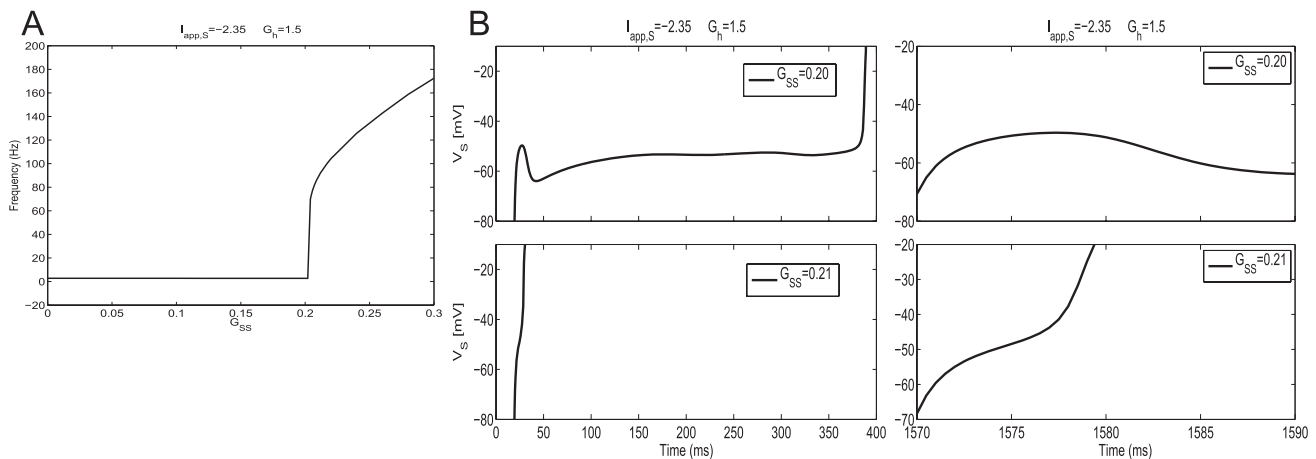 A
I_app,S=−2.35 G_h=1.5
200
180
160
140
120
100
80
60
40
20
0
−20
Frequency (Hz)
0 0.05 0.1 0.15 0.2 0.25 0.3
G_SS
B
I_app,S=−2.35 G_h=1.5
−20
−40
−60
−80
V_S [mV]
G_SS=0.20
I_app,S=−2.35 G_h=1.5
−20
−40
−60
−80
G_SS=0.20
−20
−40
−60
−80
V_S [mV]
G_SS=0.21
0 50 100 150 200 250 300 350 400
Time (ms)
−20
−30
−40
−50
−60
−70
G_SS=0.21
1570 1575 1580 1585 1590
Time (ms)